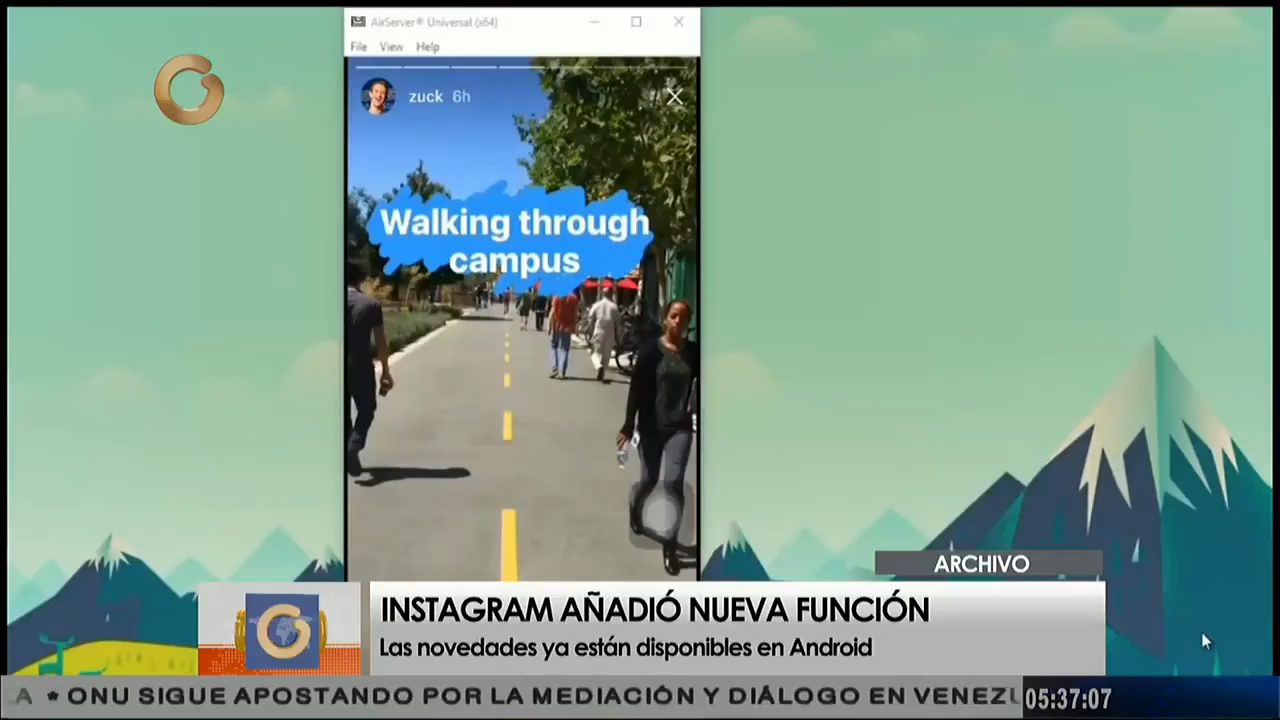 AirServer® Universal (x64)
File View Help
zuck 6h
Walking through
campus
ARCHIVO
INSTAGRAM AÑADIÓ NUEVA FUNCIÓN
Las novedades ya están disponibles en Android
ONU SIGUE APOSTANDO POR LA MEDIACIÓN Y DIÁLOGO EN
05:37:07